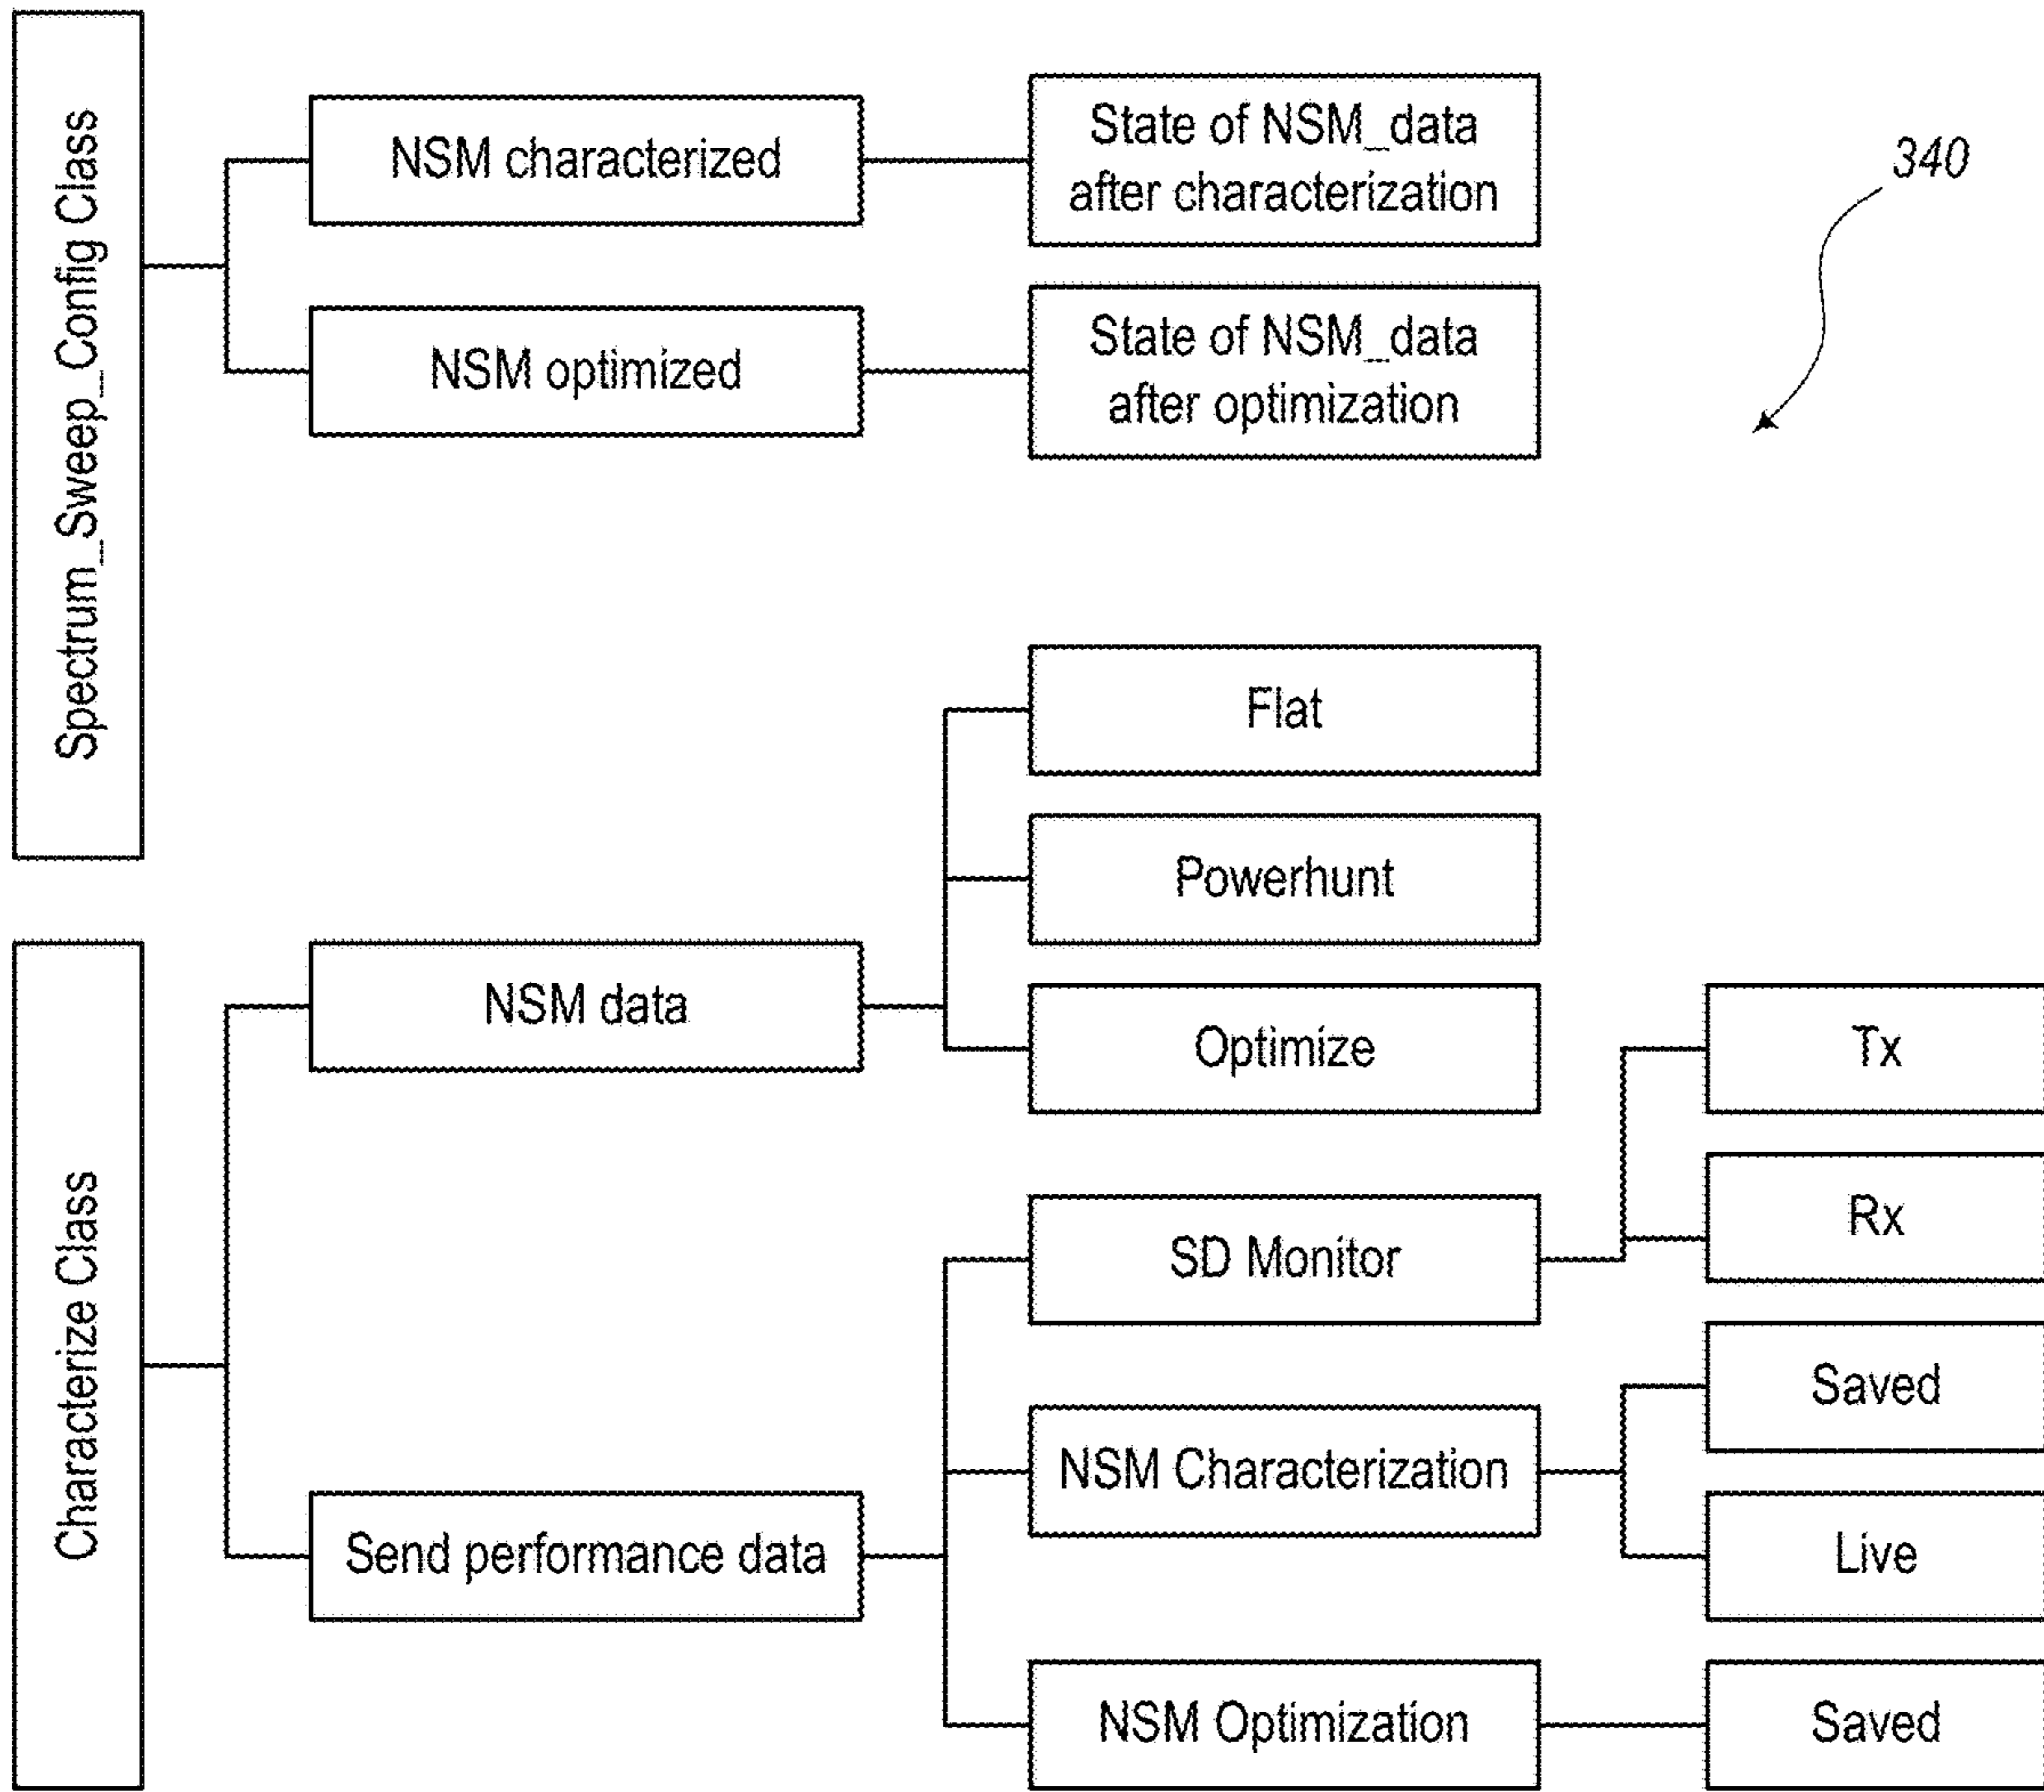 Spectrum_Sweep_Config Class
NSM characterized
State of NSM_data
after characterization
NSM optimized
State of NSM_data
after optimization
340
Characterize Class
NSM data
Flat
Powerhunt
Optimize
Send performance data
SD Monitor
Tx
Rx
NSM Characterization
Saved
Live
NSM Optimization
Saved